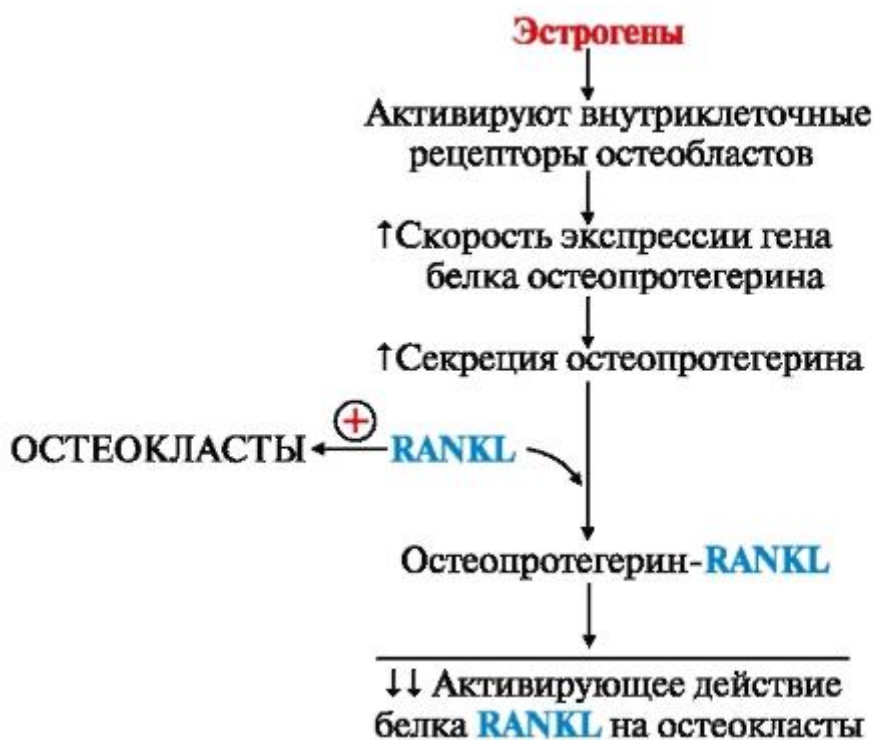 Эстрогены
Активируют внутриклеточные
рецепторы остеобластов
↑Скорость экспрессии гена
белка остеопротегерина
↑Секреция остеопротегерина
+
ОСТЕОКЛАСТЫ RANKL
Остеопротегерин-RANKL
↓↓ Активирующее действие
белка RANKL на остеокласты